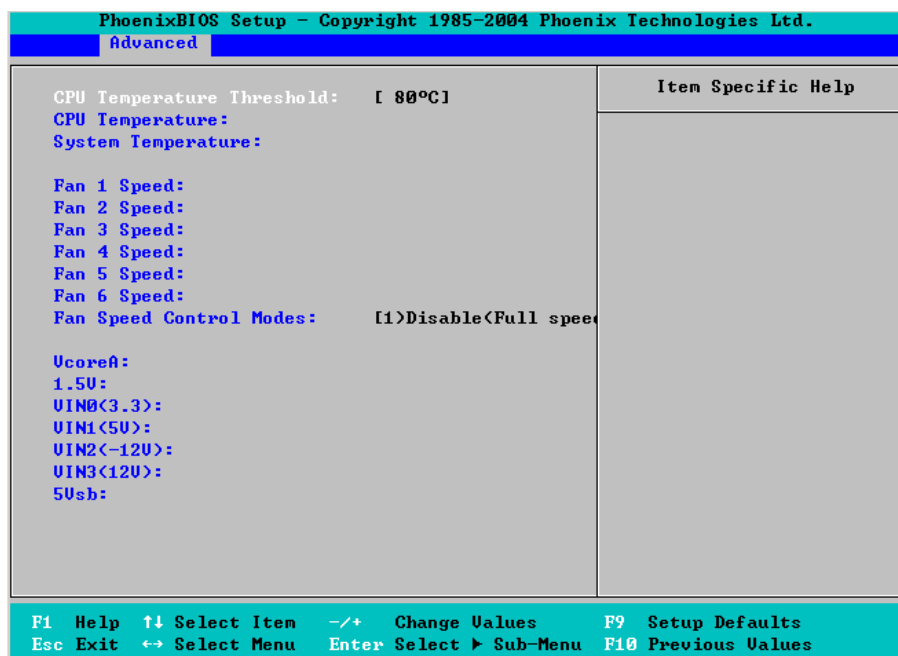 PhoenixBIOS Setup - Copyright 1985-2004 Phoenix Technologies Ltd.
Advanced
CPU Temperature Threshold: [ 80ºC]
CPU Temperature:
System Temperature:
Fan 1 Speed:
Fan 2 Speed:
Fan 3 Speed:
Fan 4 Speed:
Fan 5 Speed:
Fan 6 Speed:
Fan Speed Control Modes: [1)Disable(Full speed
VcoreA:
1.5V:
VIN0(3.3):
VIN1(5V):
VIN2(-12V):
VIN3(12V):
5Vsb:
Item Specific Help
F1 Help ↑↓ Select Item -/+ Change Values F9 Setup Defaults
Esc Exit ↔ Select Menu Enter Select ▶ Sub-Menu F10 Previous Values